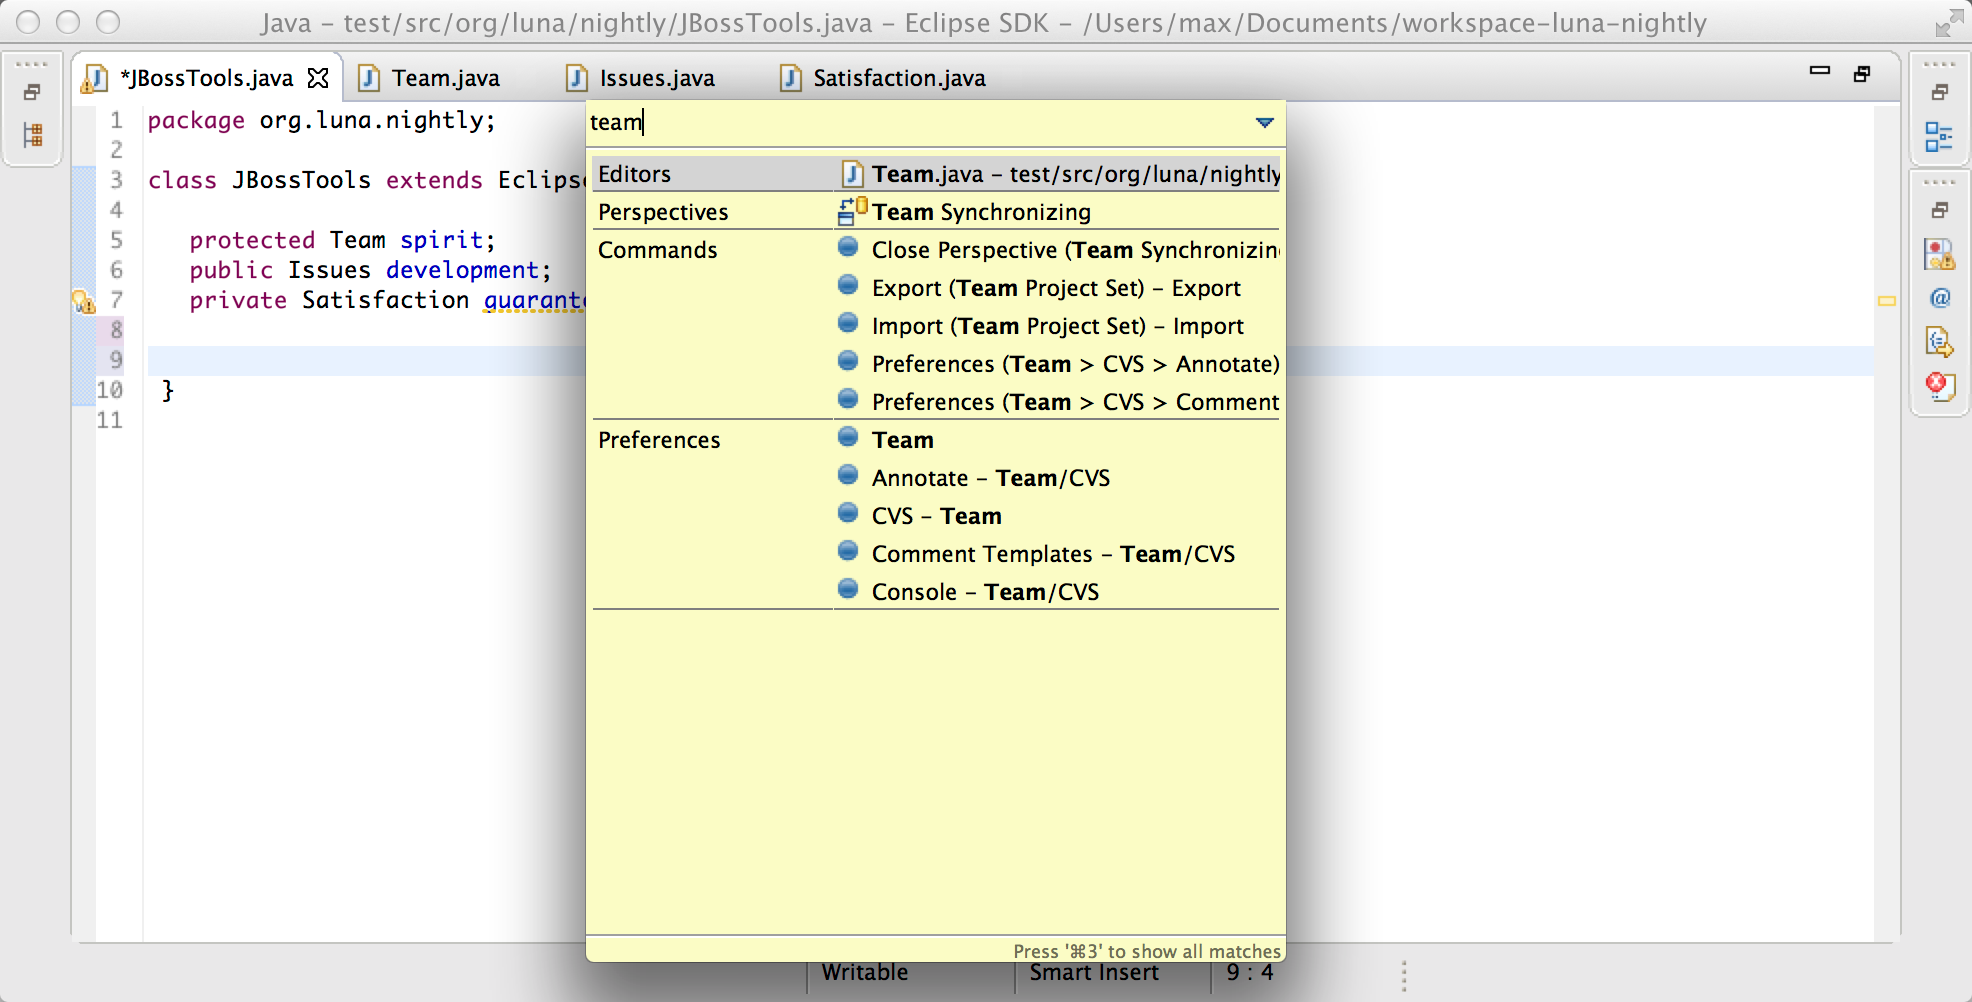 Java – test/src/org/luna/nightly/JBossTools.java – Eclipse SDK – /Users/max/Documents/workspace-luna-nightly
*JBossTools.java Team.java Issues.java Satisfaction.java
1 package org.luna.nightly;
2
3 class JBossTools extends Eclipse
4
5 protected Team spirit;
6 public Issues development;
7 private Satisfaction guarante
8
9
10 }
11
team
Editors Team.java – test/src/org/luna/nightly
Perspectives Team Synchronizing
Commands Close Perspective (Team Synchronizin
Export (Team Project Set) – Export
Import (Team Project Set) – Import
Preferences (Team > CVS > Annotate)
Preferences (Team > CVS > Comment
Preferences Team
Annotate – Team/CVS
CVS – Team
Comment Templates – Team/CVS
Console – Team/CVS
Press '⌘3' to show all matches
Writable Smart Insert 9 : 4